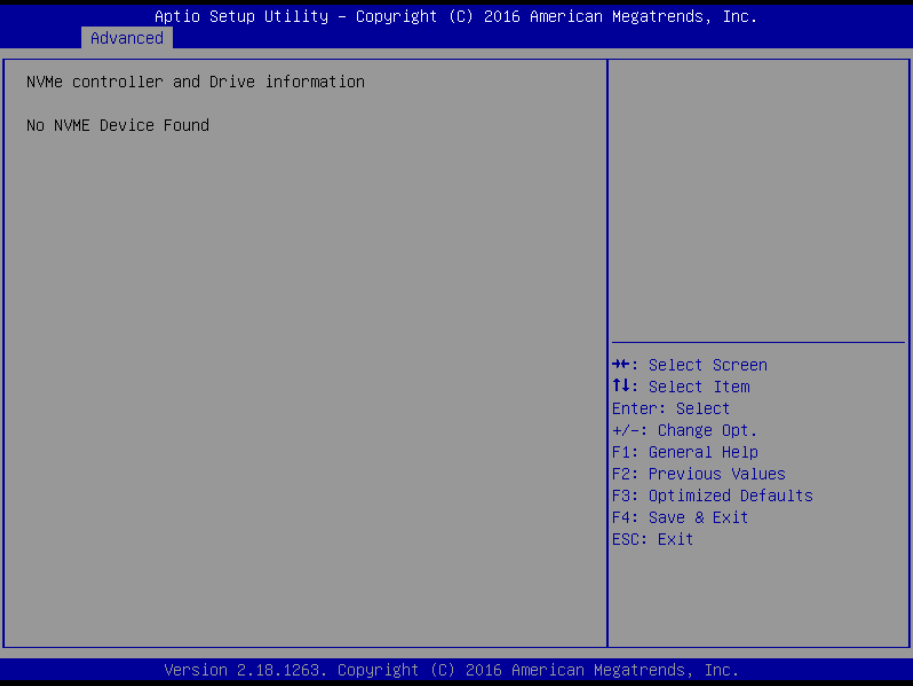 Aptio Setup Utility – Copyright (C) 2016 American Megatrends, Inc.
Advanced
NVMe controller and Drive information
No NVME Device Found
→←: Select Screen
↑↓: Select Item
Enter: Select
+/-: Change Opt.
F1: General Help
F2: Previous Values
F3: Optimized Defaults
F4: Save & Exit
ESC: Exit
Version 2.18.1263. Copyright (C) 2016 American Megatrends, Inc.